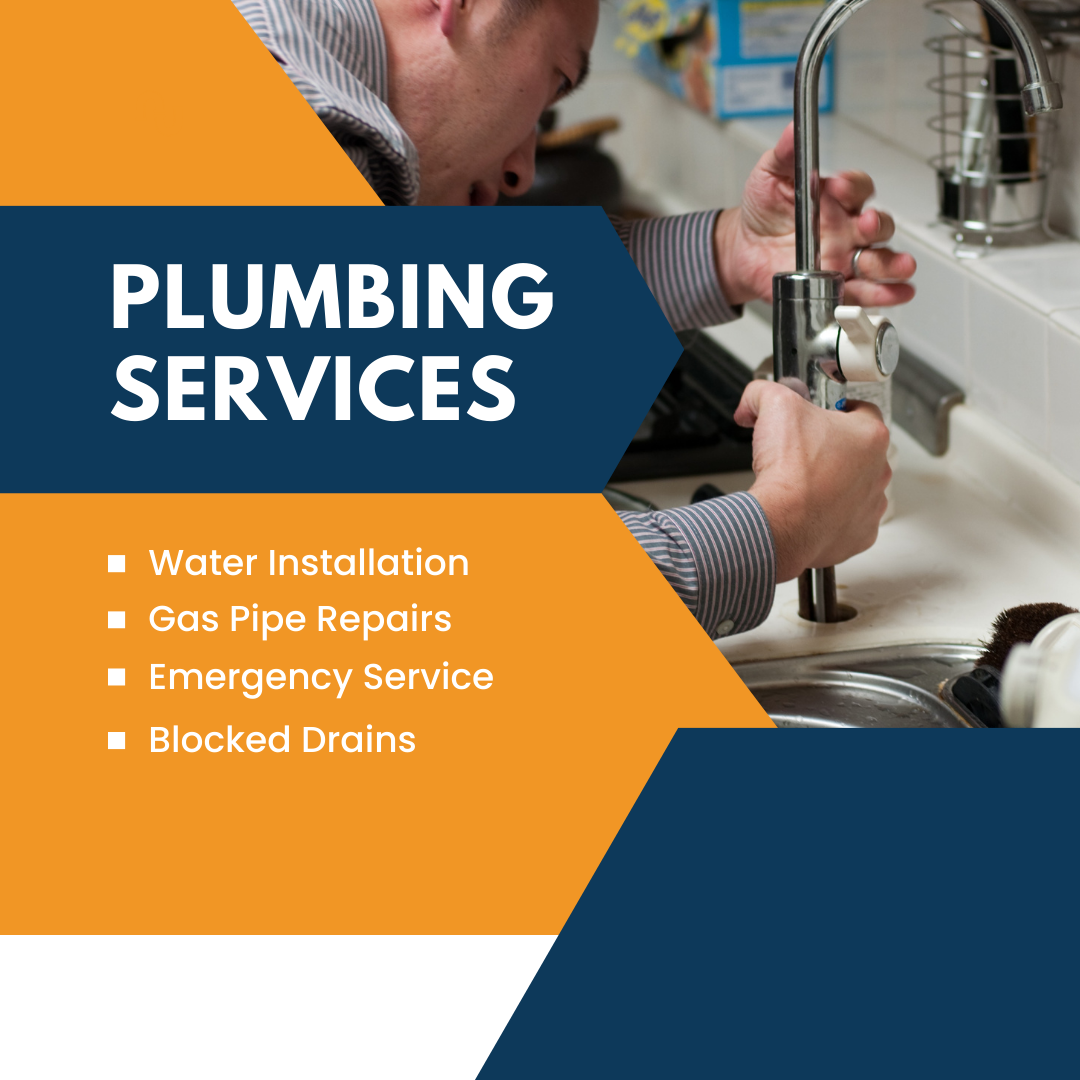 PLUMBING
SERVICES
Water Installation
Gas Pipe Repairs
Emergency Service
Blocked Drains